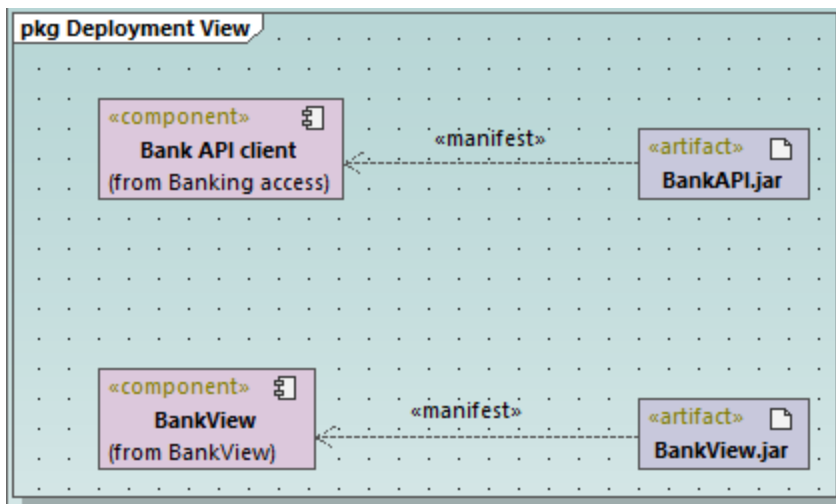 pkg Deployment View
«component»
Bank API client
(from Banking access)
«manifest»
«artifact»
BankAPI.jar
«component»
BankView
(from BankView)
«manifest»
«artifact»
BankView.jar